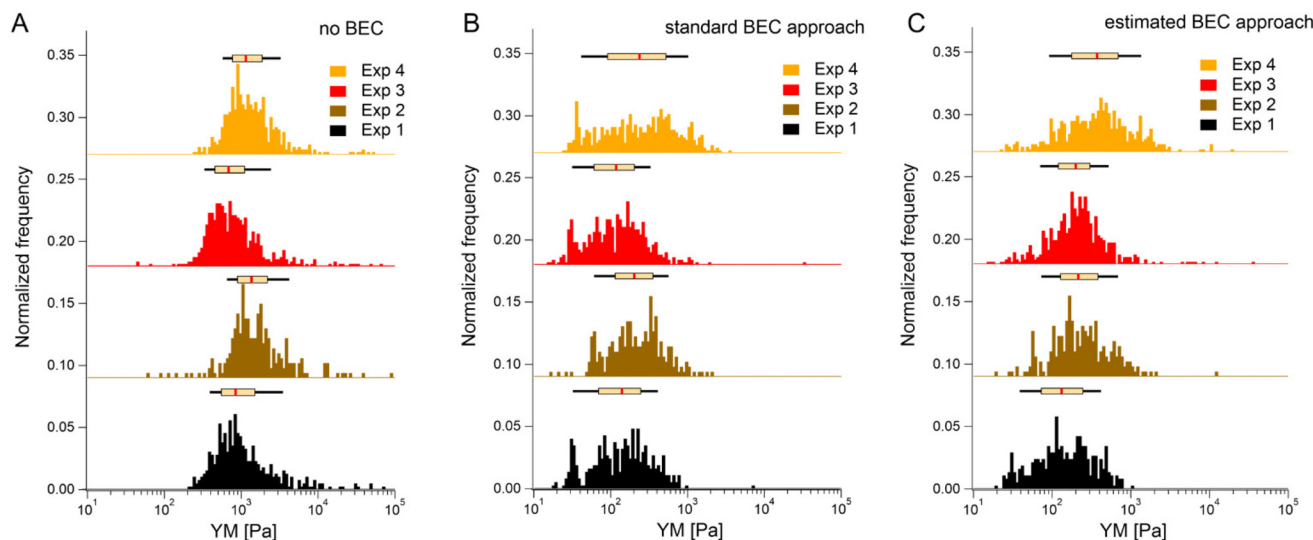 A
no BEC
Normalized frequency
0.35
0.30
0.25
0.20
0.15
0.10
0.05
0.00
Exp 4
Exp 3
Exp 2
Exp 1
10^1
10^2
10^3
10^4
10^5
YM [Pa]
B
standard BEC approach
Normalized frequency
0.35
0.30
0.25
0.20
0.15
0.10
0.05
0.00
Exp 4
Exp 3
Exp 2
Exp 1
10^1
10^2
10^3
10^4
10^5
YM [Pa]
C
estimated BEC approach
Normalized frequency
0.35
0.30
0.25
0.20
0.15
0.10
0.05
0.00
Exp 4
Exp 3
Exp 2
Exp 1
10^1
10^2
10^3
10^4
10^5
YM [Pa]